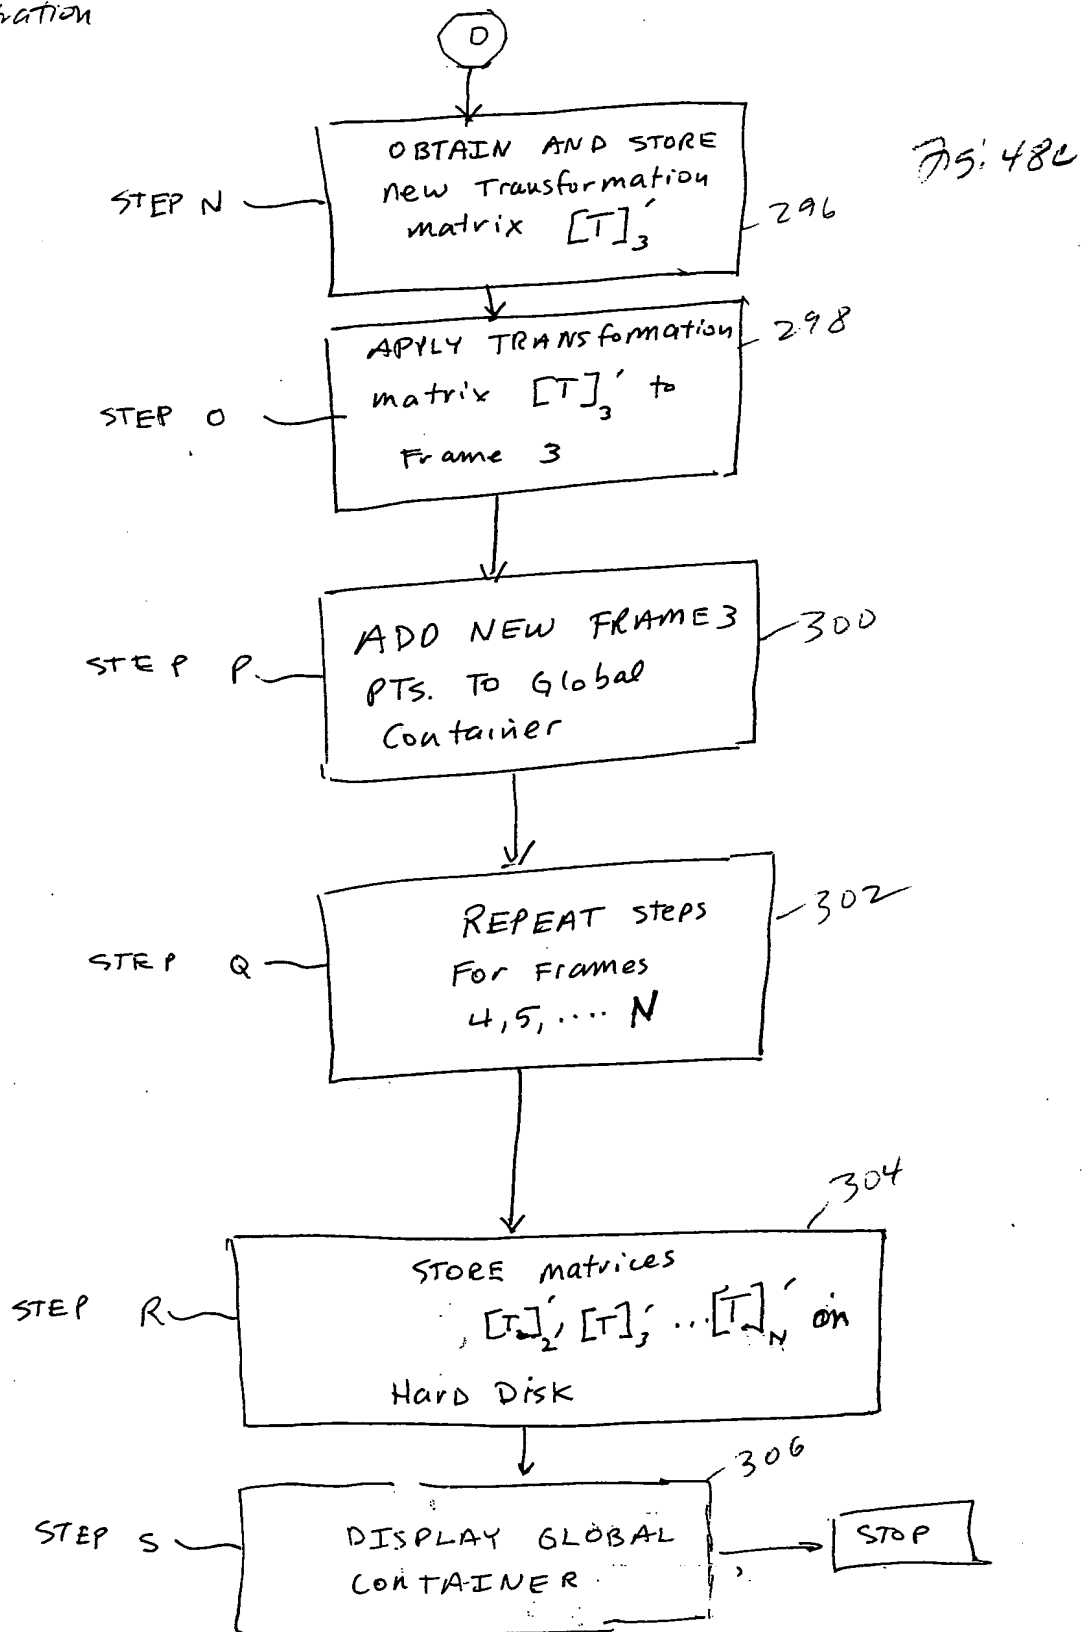 D
OBTAIN AND STORE
new Transformation
matrix [T]₃′
STEP N
296
APYLY TRANSformation
matrix [T]₃′ to
Frame 3
STEP O
298
ADD NEW FRAME 3
PTS. TO Global
Container
STEP P
300
REPEAT steps
For Frames
4, 5, .... N
STEP Q
302
304
STORE matrices
, [T]₂′, [T]₃′ ... [T]N′ on
Hard Disk
STEP R
306
DISPLAY GLOBAL
CONTAINER
STEP S
STOP
Fig. 48c